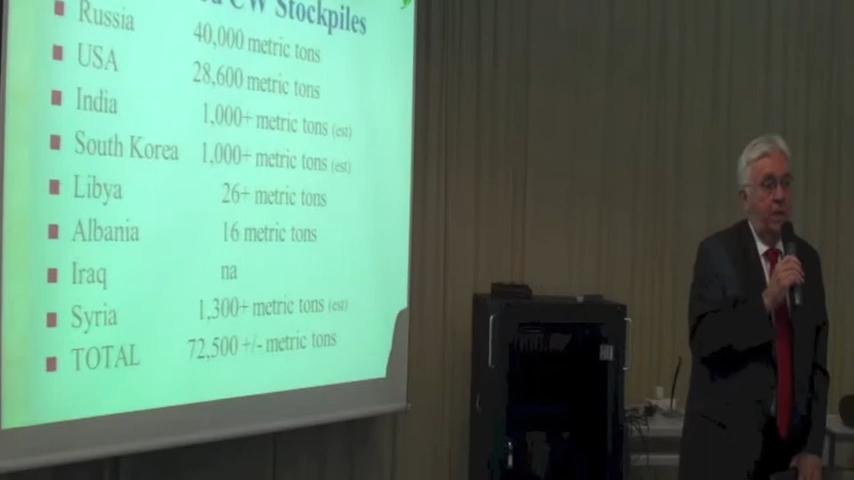 CW Stockpiles
Russia 40,000 metric tons
USA 28,600 metric tons
India 1,000+ metric tons (est)
South Korea 1,000+ metric tons (est)
Libya 26+ metric tons
Albania 16 metric tons
Iraq na
Syria 1,300+ metric tons (est)
TOTAL 72,500 +/- metric tons